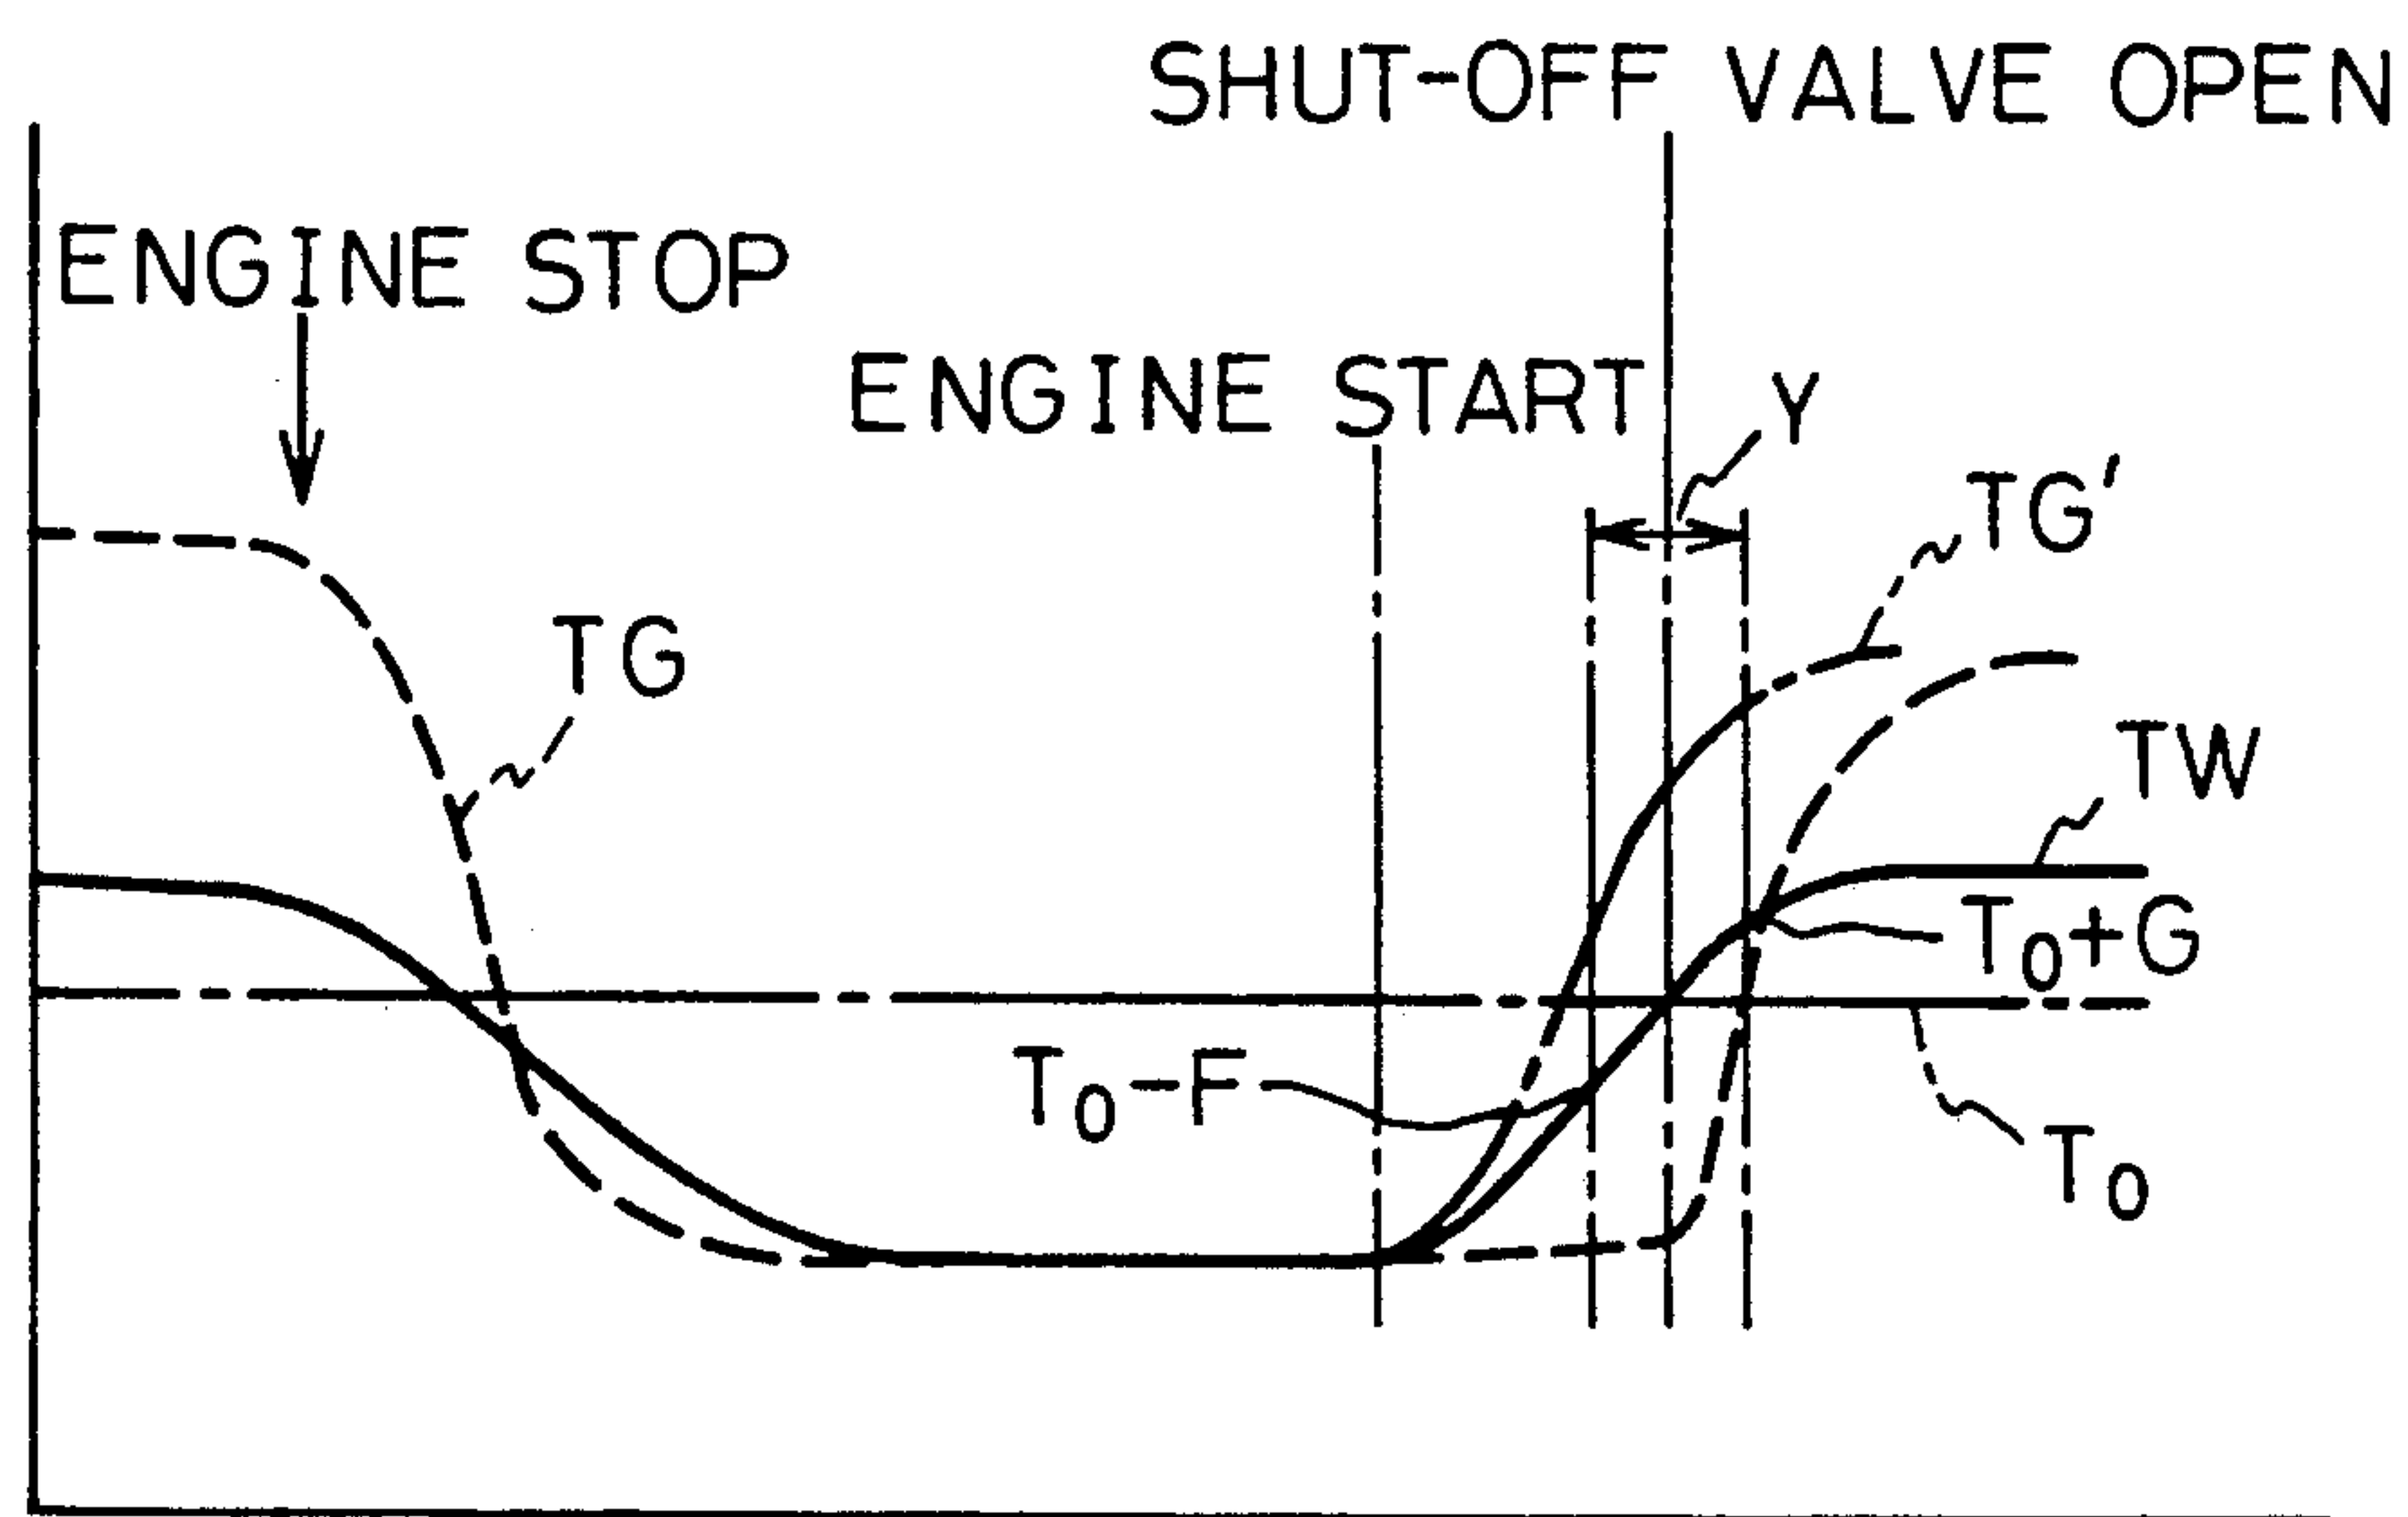 SHUT-OFF VALVE OPEN
ENGINE STOP
ENGINE START
Y
TG'
TG
TW
T₀+G
T₀-F
T₀